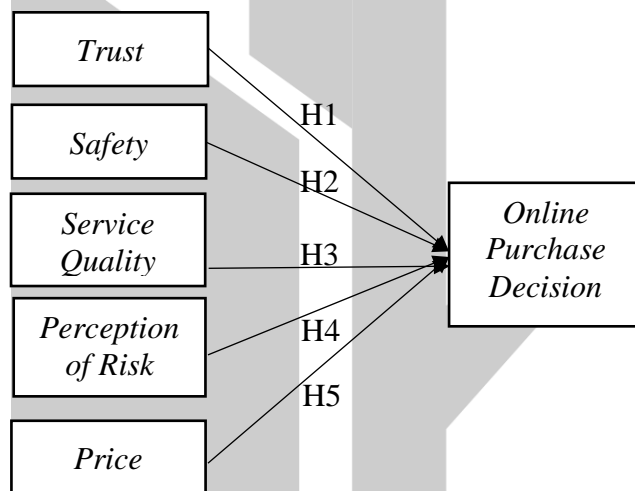 Trust
H1
Safety
H2
Service
Quality
H3
Perception
of Risk
H4
Price
H5
Online
Purchase
Decision